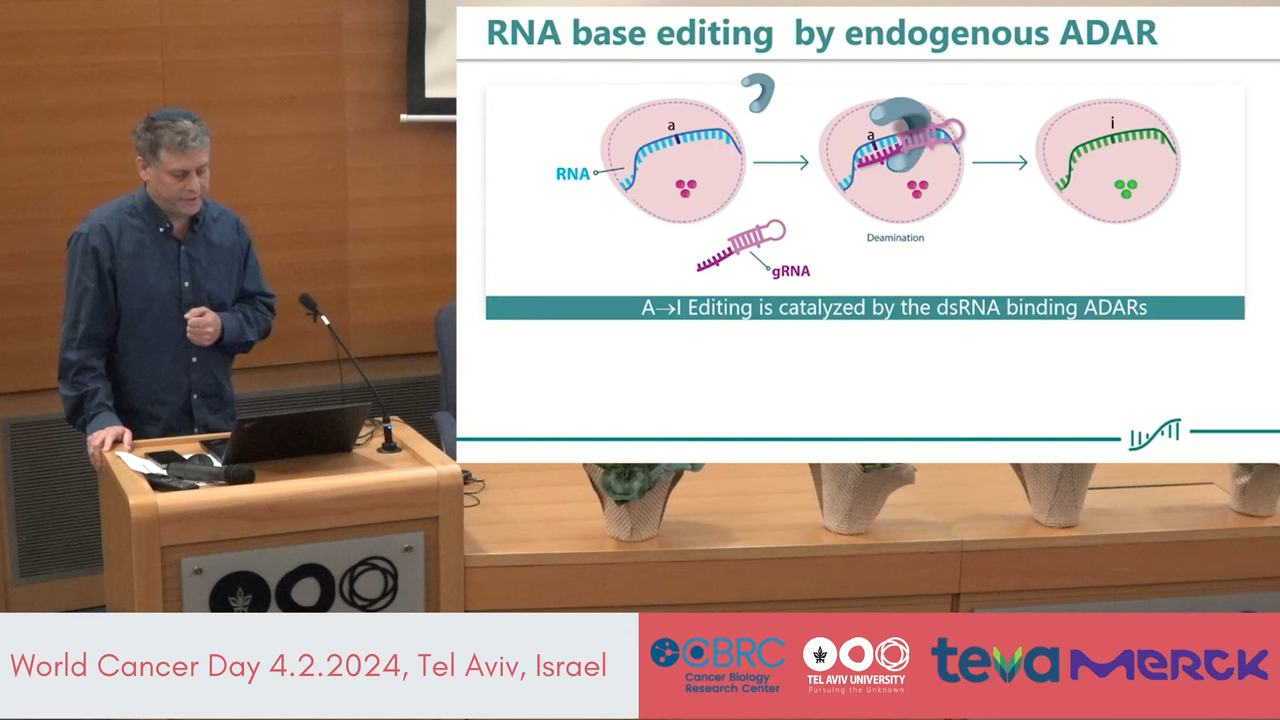 RNA base editing by endogenous ADAR
a
RNA
gRNA
a
Deamination
i
A→I Editing is catalyzed by the dsRNA binding ADARs
World Cancer Day 4.2.2024, Tel Aviv, Israel
CBRC
Cancer Biology
Research Center
TEL AVIV UNIVERSITY
Pursuing the Unknown
teva
MERCK